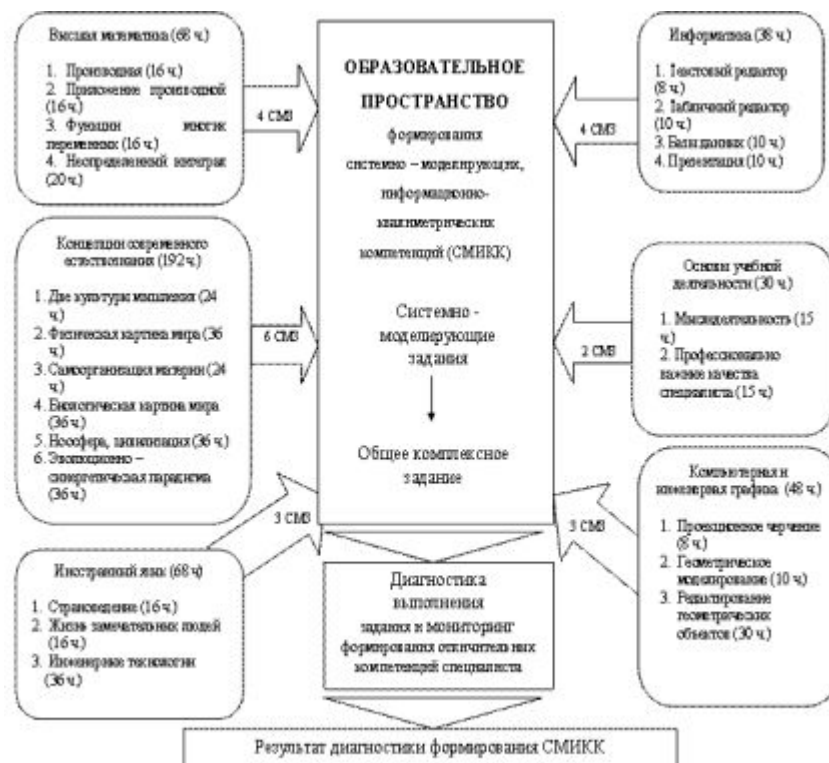 Высшая математика (68 ч.)
1. Производная (16 ч.)
2. Приложение производной
(16 ч.)
3. Функции многих
переменных (16 ч.)
4. Неопределенный интеграл
(20 ч.)
4 СМЗ
Концепции современного
естествознания (192 ч.)
1. Две культуры мышления (24
ч.)
2. Физическая картина мира (36
ч.)
3. Самоорганизация материи (24
ч.)
4. Биологическая картина мира
(36 ч.)
5. Ноосфера, цивилизация (36 ч.)
6. Эволюционно –
синергетическая парадигма
(36 ч.)
6 СМЗ
Иностранный язык (68 ч)
1. Страноведение (16 ч.)
2. Жизнь замечательных людей
(16 ч.)
3. Инженерные технологии
(36 ч.)
3 СМЗ
ОБРАЗОВАТЕЛЬНОЕ
ПРОСТРАНСТВО
формирования
системно – моделирующих,
информационно-
квалиметрических
компетенций (СМИКК)
Системно -
моделирующие
задания
Общее комплексное
задание
Диагностика
выполнения
задания и мониторинг
формирования отличительных
компетенций специалиста
Результат диагностики формирования СМИКК
Информатика (38 ч.)
1. Текстовый редактор
(8 ч.)
2. Табличный редактор
(10 ч.)
3. Базы данных (10 ч.)
4. Презентация (10 ч.)
4 СМЗ
Основы учебной
деятельности (30 ч.)
1. Мыследеятельность (15
ч.)
2. Профессионально
важные качества
специалиста (15 ч.)
2 СМЗ
Компьютерная и
инженерная графика (48 ч.)
1. Проекционное черчение
(8 ч.)
2. Геометрическое
моделирование (10 ч.)
3. Редактирование
геометрических
объектов (30 ч.)
3 СМЗ